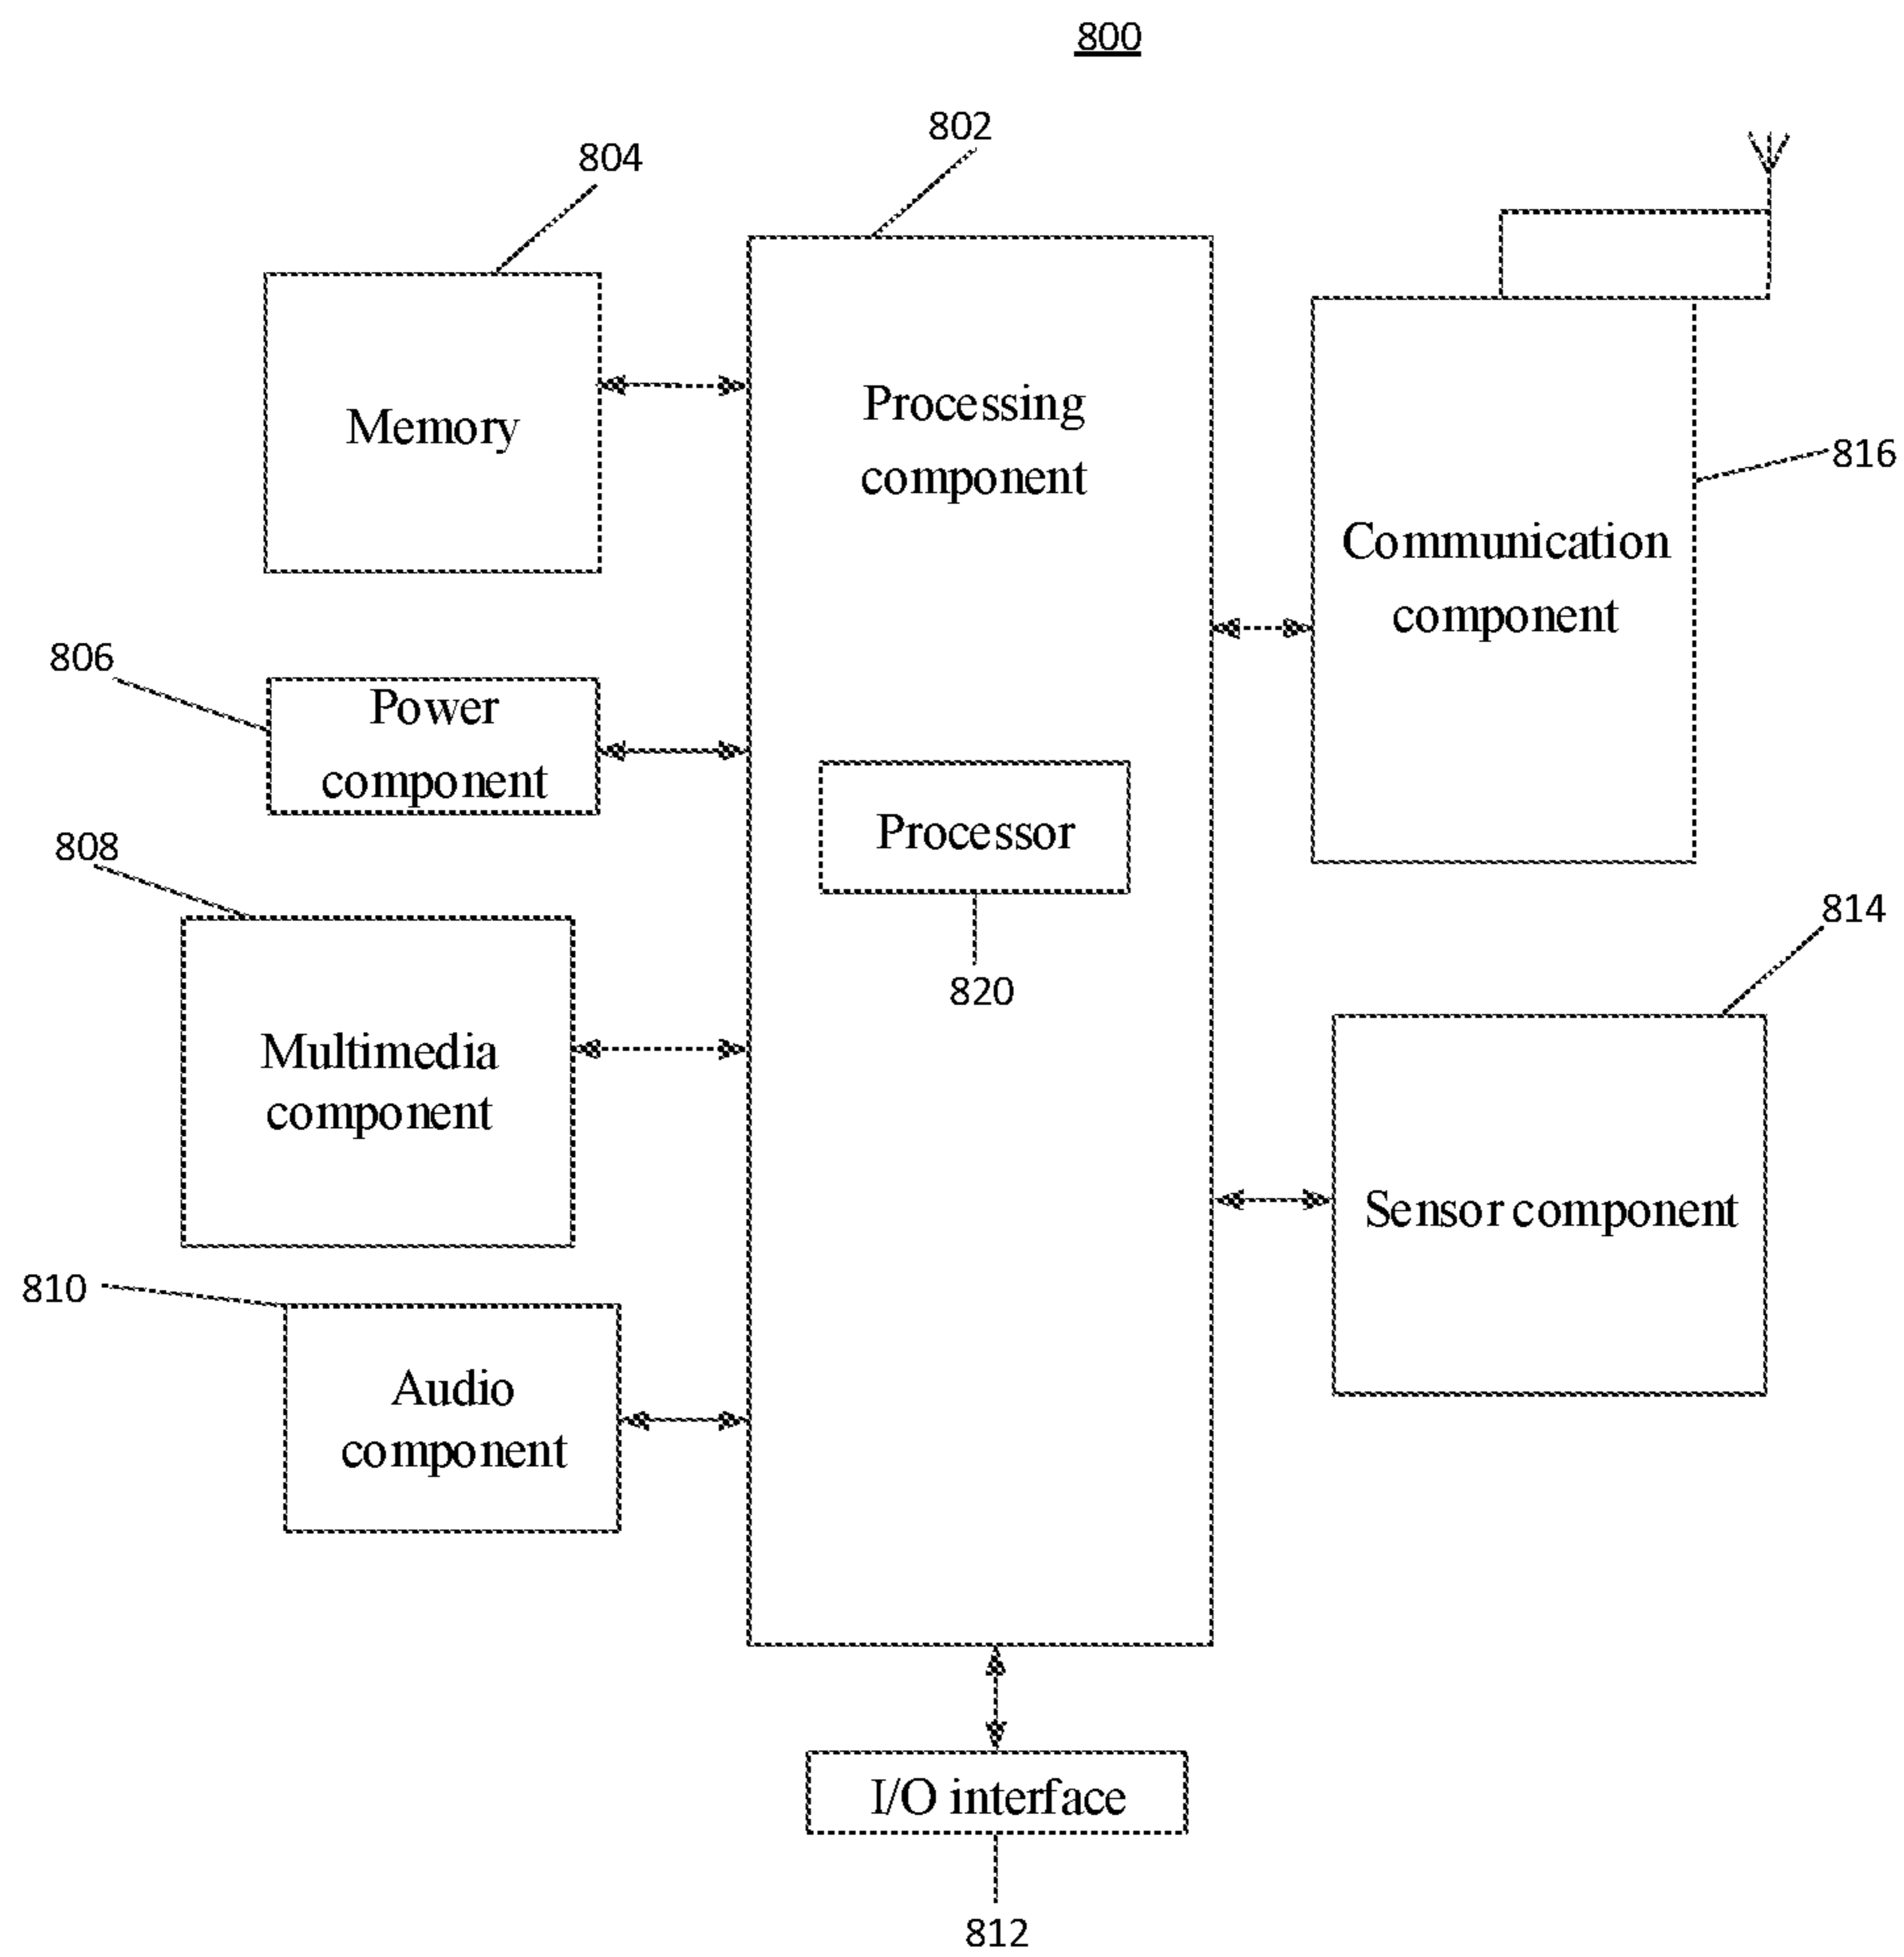 800
802
804
Memory
Processing
component
816
Communication
component
806
Power
component
Processor
808
820
814
Multimedia
component
Sensor component
810
Audio
component
I/O interface
812